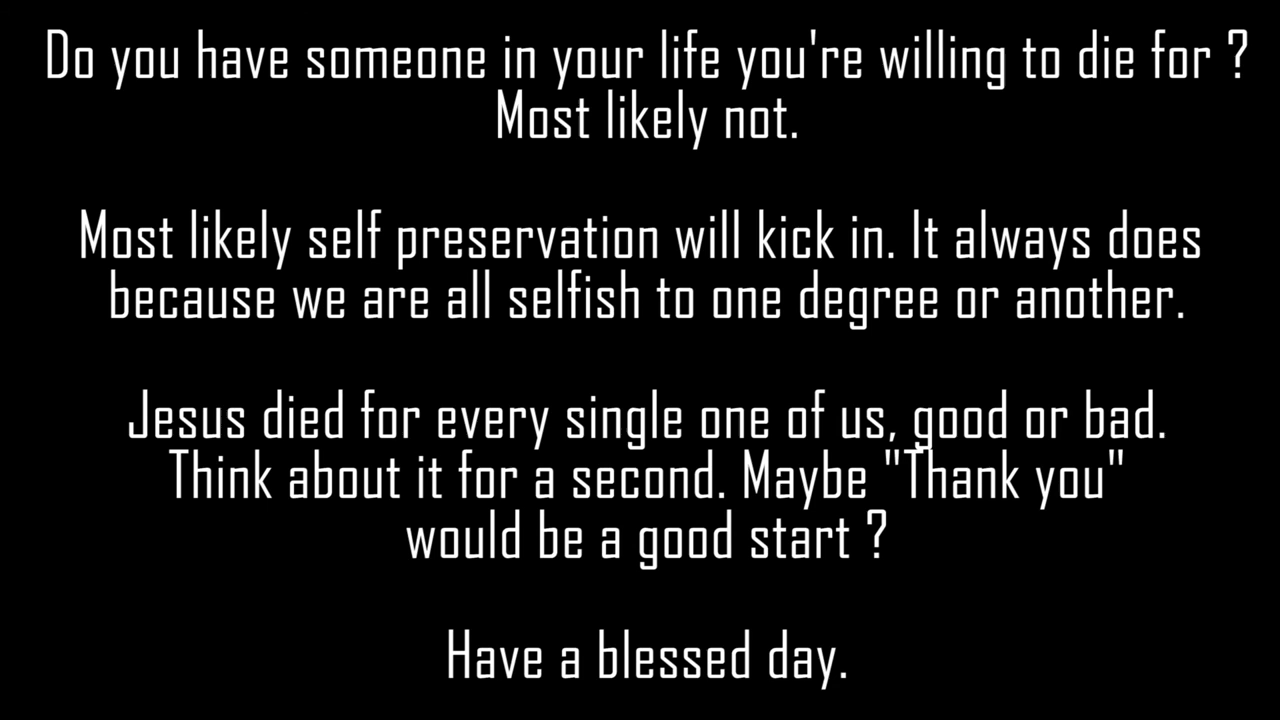 Do you have someone in your life you're willing to die for ?
Most likely not.
Most likely self preservation will kick in. It always does
because we are all selfish to one degree or another.
Jesus died for every single one of us, good or bad.
Think about it for a second. Maybe "Thank you"
would be a good start ?
Have a blessed day.